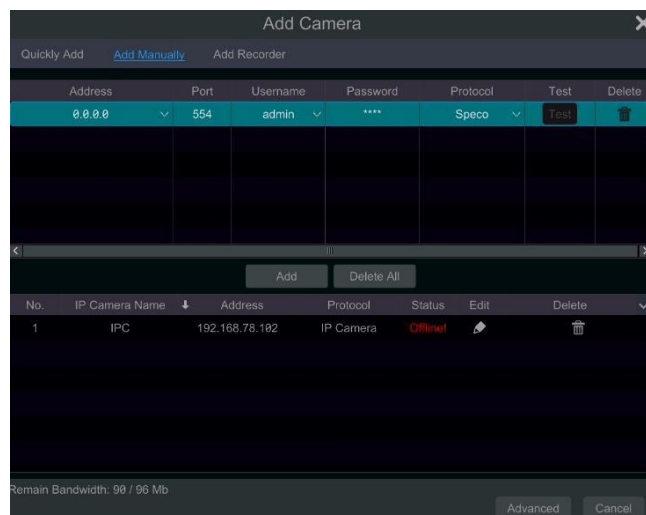 Add Camera
Quickly Add Add Manually Add Recorder
Address Port Username Password Protocol Test Delete
0.0.0.0 554 admin **** Speco Test
Add Delete All
No. IP Camera Name Address Protocol Status Edit Delete
1 IPC 192.168.78.102 IP Camera Offline!
Remain Bandwidth: 90 / 96 Mb
Advanced Cancel